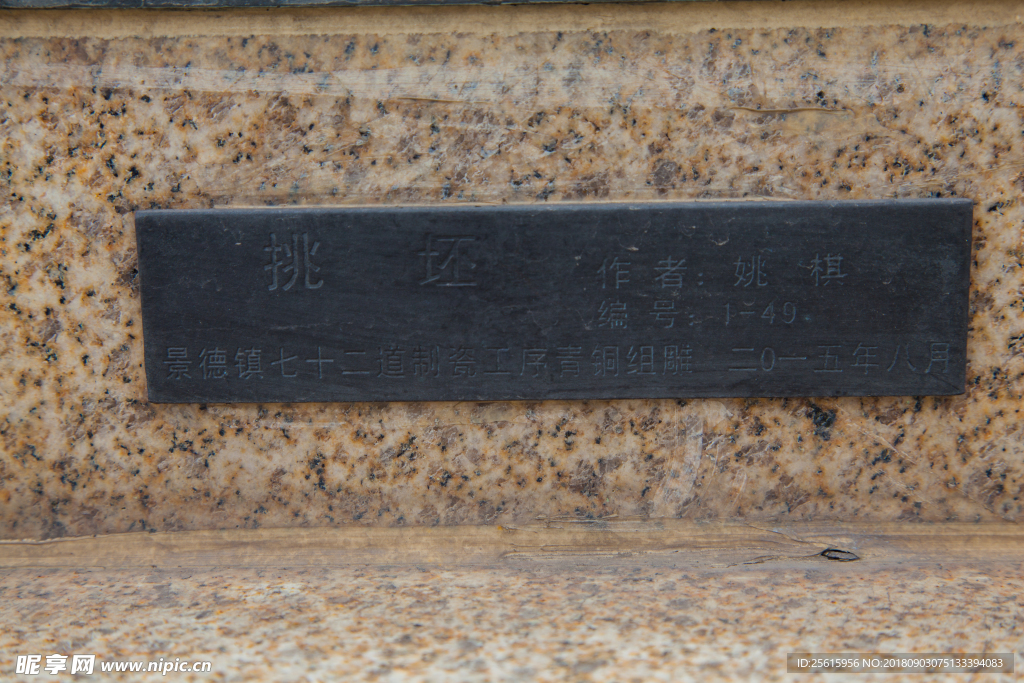 挑 坯
作者：姚 棋
编号：1-49
景德镇七十二道制瓷工序青铜组雕 二0一五年八月
昵享网 www.nipic.cn
ID:25615956 NO:20180903075133394083